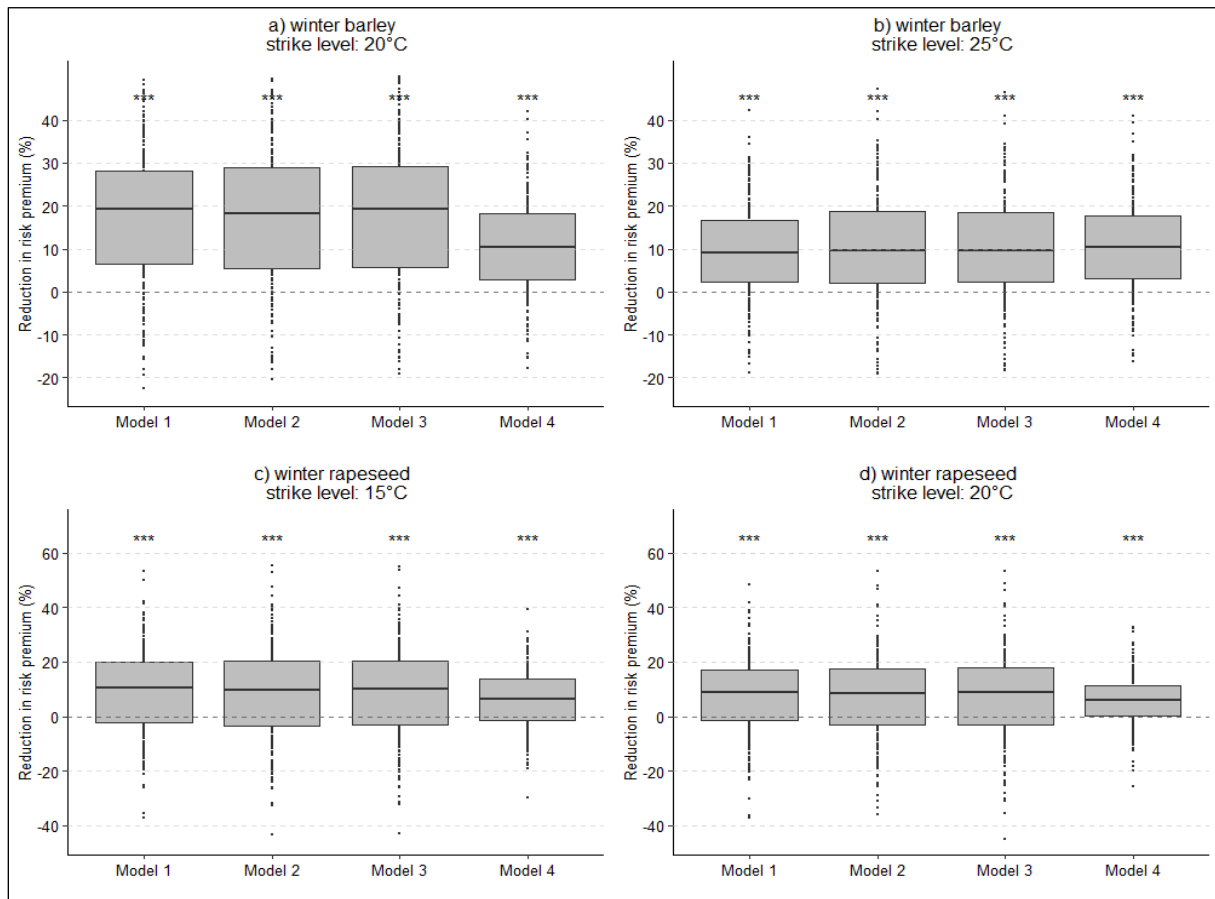 a) winter barley
strike level: 20°C
Reduction in risk premium (%)
40
30
20
10
0
-10
-20
***
***
***
***
Model 1
Model 2
Model 3
Model 4
b) winter barley
strike level: 25°C
Reduction in risk premium (%)
40
30
20
10
0
-10
-20
***
***
***
***
Model 1
Model 2
Model 3
Model 4
c) winter rapeseed
strike level: 15°C
Reduction in risk premium (%)
60
40
20
0
-20
-40
***
***
***
***
Model 1
Model 2
Model 3
Model 4
d) winter rapeseed
strike level: 20°C
Reduction in risk premium (%)
60
40
20
0
-20
-40
***
***
***
***
Model 1
Model 2
Model 3
Model 4